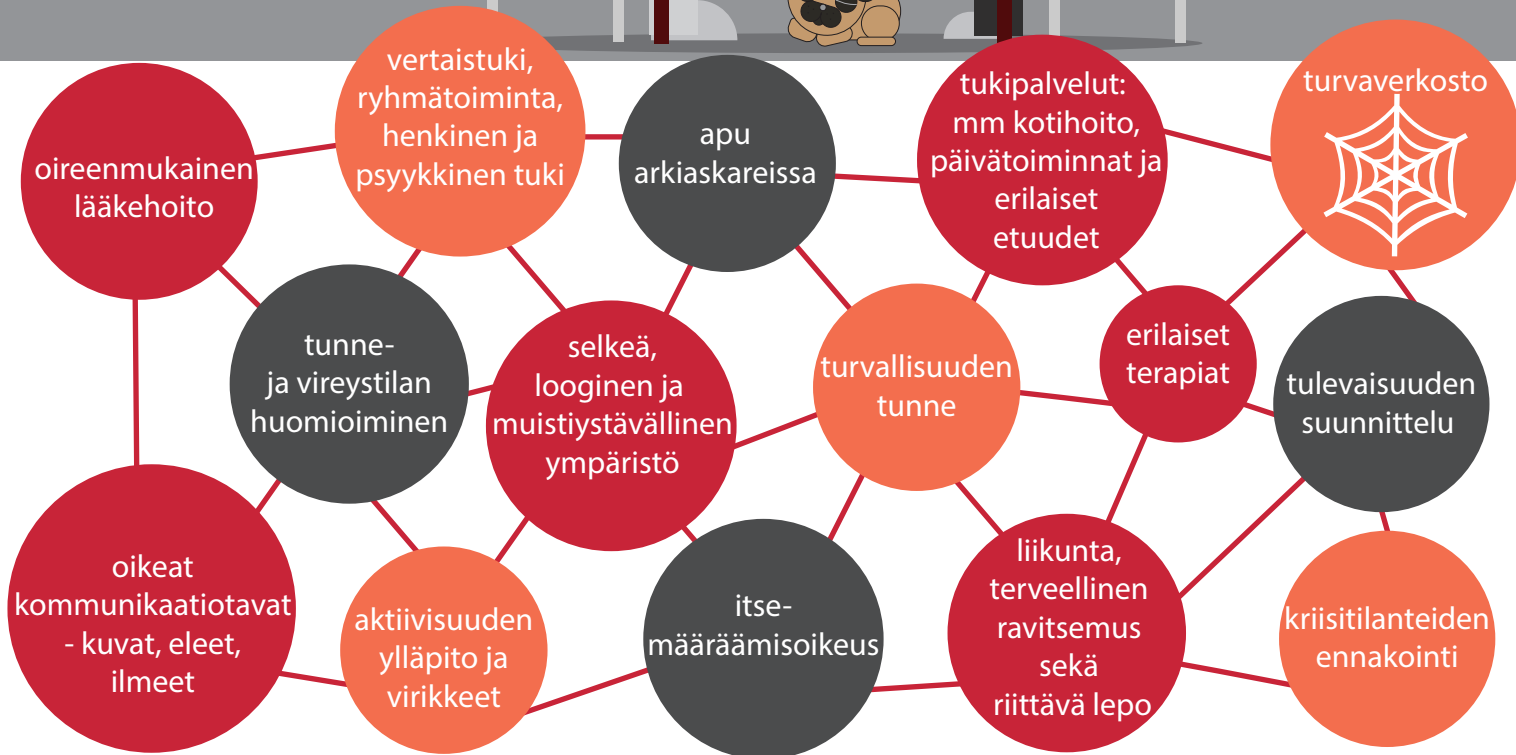 oireenmukainen
lääkehoito
vertaistuki,
ryhmätoiminta,
henkinen ja
psyykkinen tuki
apu
arkiaskareissa
tukipalvelut:
mm kotihoito,
päivätoiminnat ja
erilaiset
etuudet
turvaverkosto
tunne-
ja vireystilan
huomioiminen
selkeä,
looginen ja
muistiystävällinen
ympäristö
turvallisuuden
tunne
erilaiset
terapiat
tulevaisuuden
suunnittelu
oikeat
kommunikaatiotavat
- kuvat, eleet,
ilmeet
aktiivisuuden
ylläpito ja
virikkeet
itse-
määräämisoikeus
liikunta,
terveellinen
ravitsemus
sekä
riittävä lepo
kriisitilanteiden
ennakointi